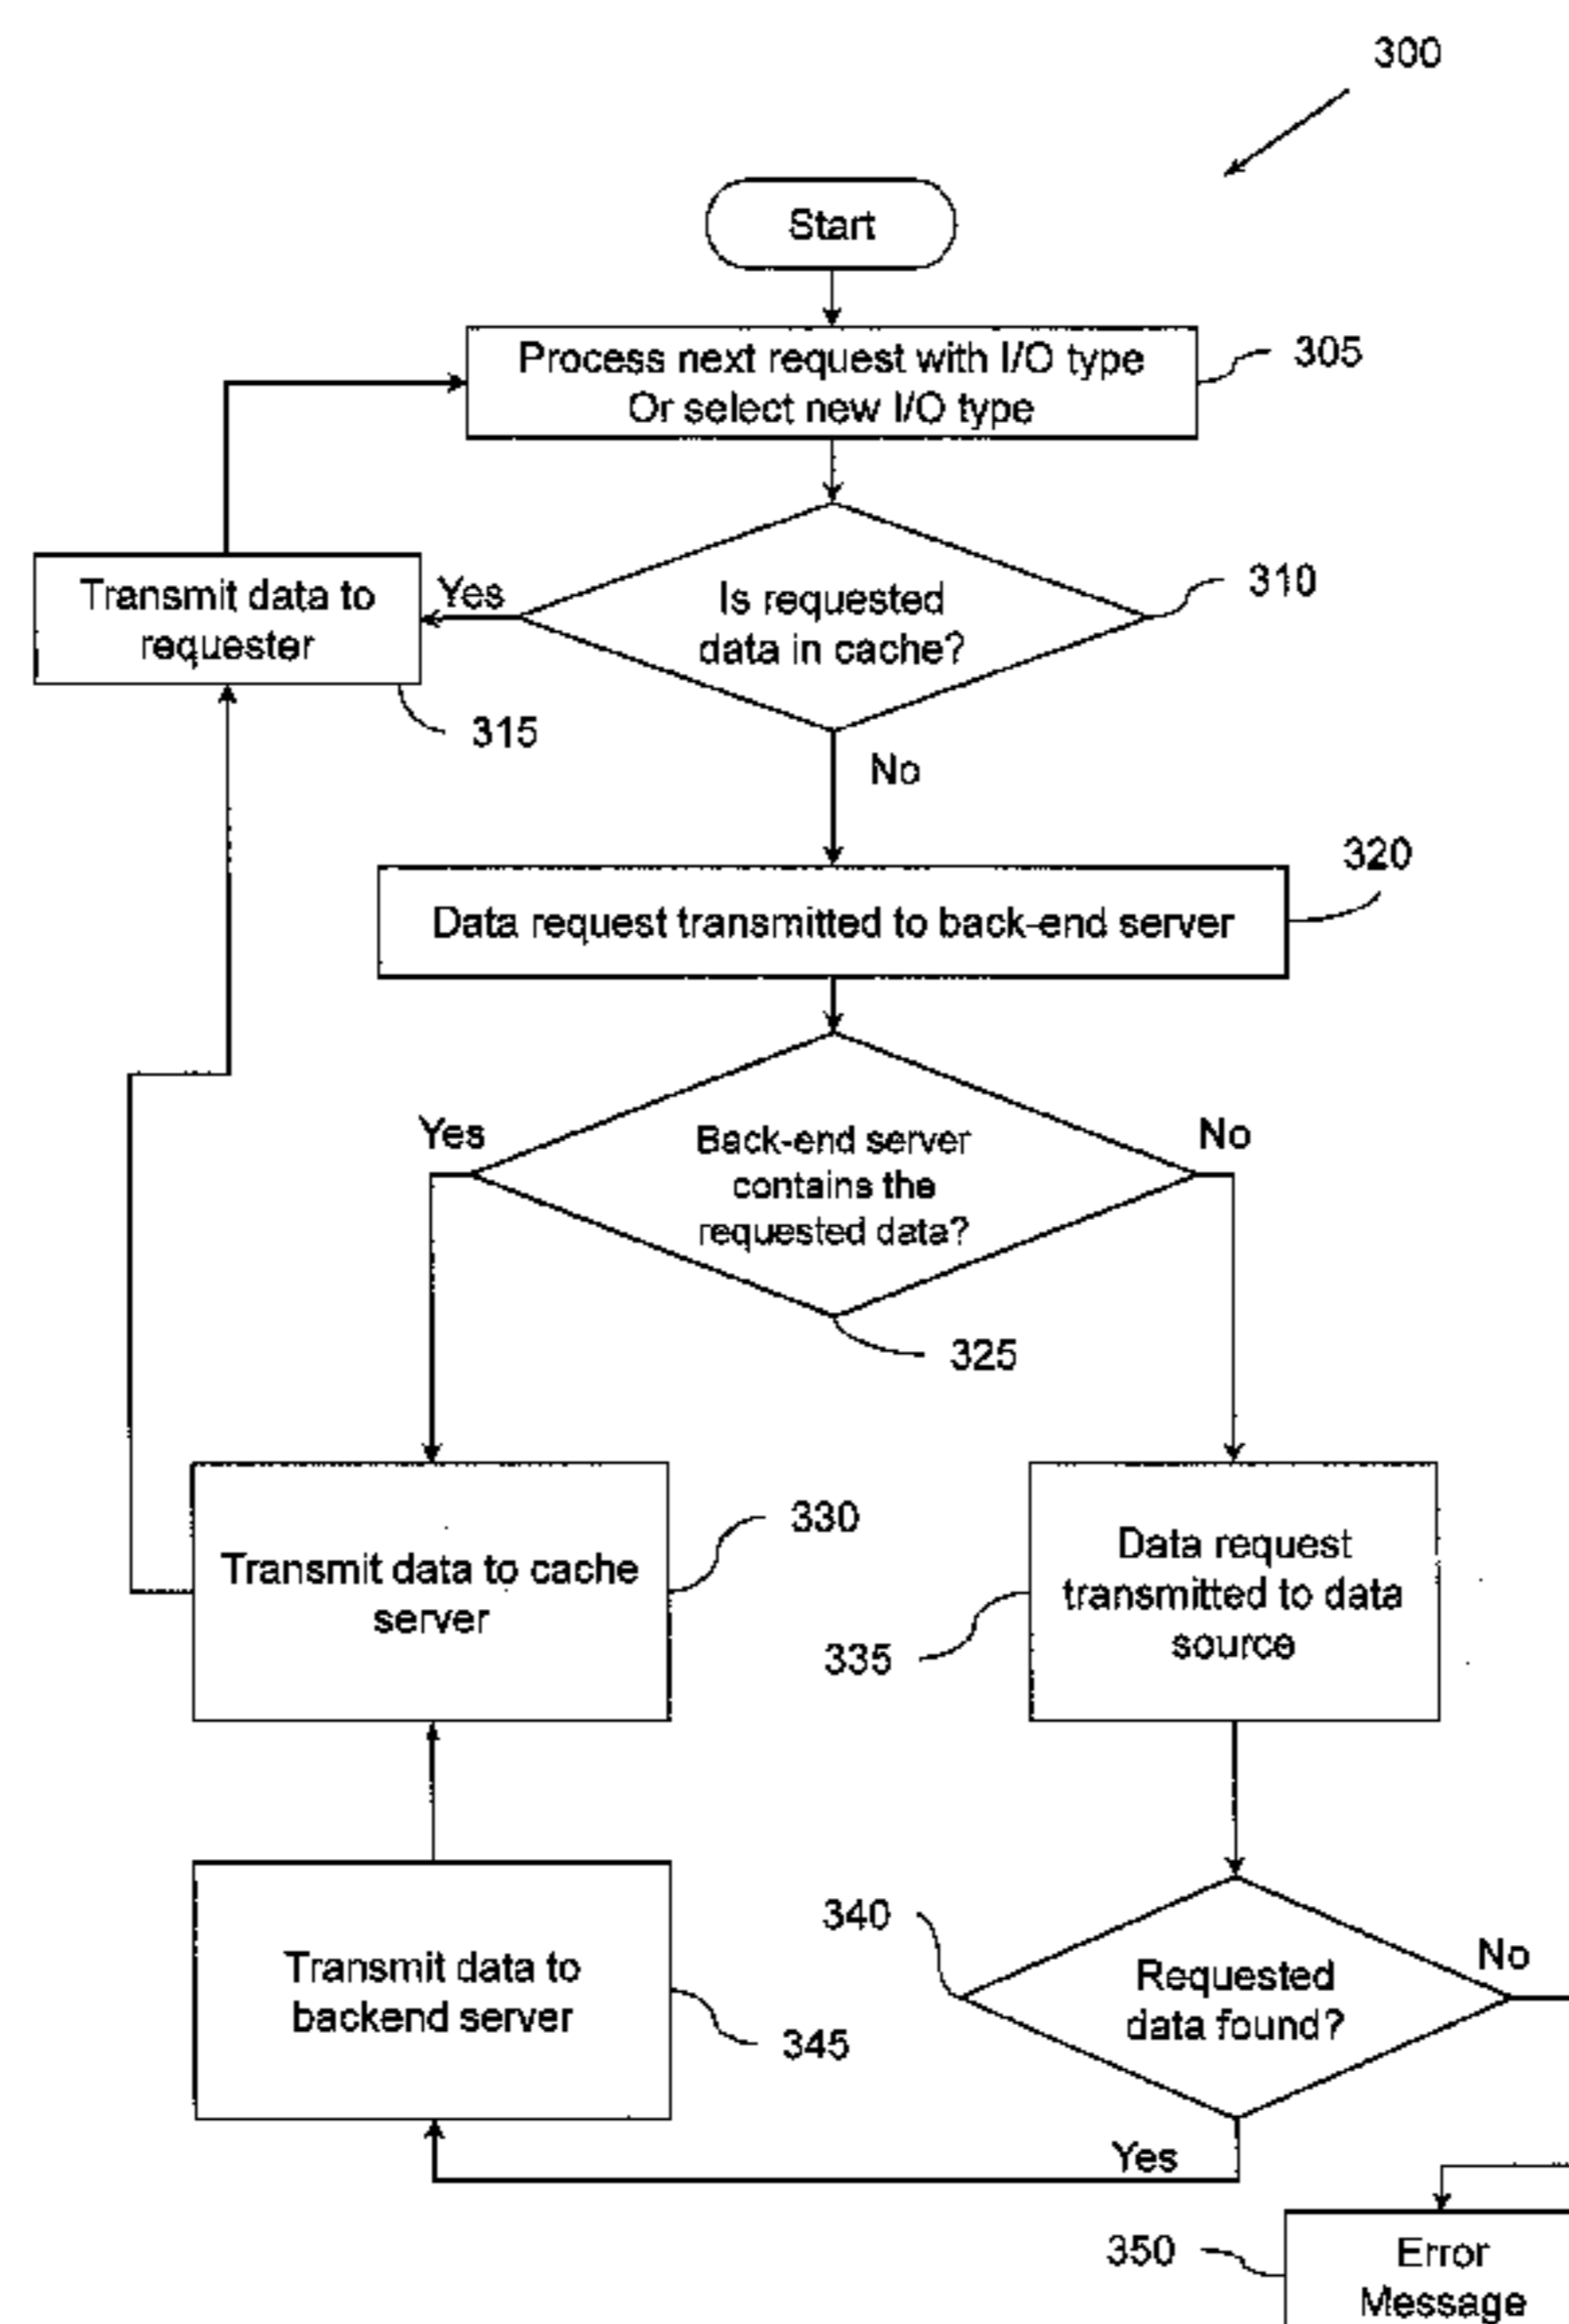 300
Start
Process next request with I/O type
Or select new I/O type
305
Is requested
data in cache?
310
Yes
Transmit data to
requester
315
No
Data request transmitted to back-end server
320
Back-end server
contains the
requested data?
325
Yes
No
Transmit data to cache
server
330
Data request
transmitted to data
source
335
Requested
data found?
340
No
Yes
Transmit data to
backend server
345
Error
Message
350